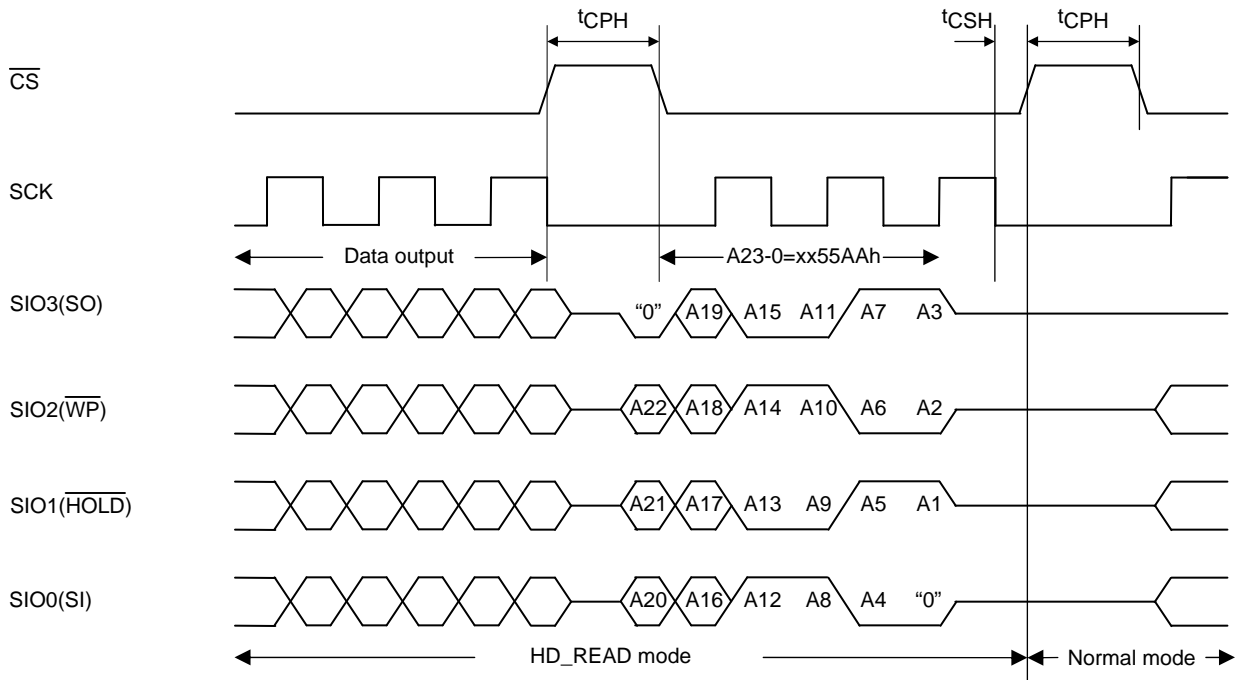 tCPH tCSH tCPH
CS
SCK
Data output A23-0=xx55AAh
SIO3(SO) “0” A19 A15 A11 A7 A3
SIO2(WP) A22 A18 A14 A10 A6 A2
SIO1(HOLD) A21 A17 A13 A9 A5 A1
SIO0(SI) A20 A16 A12 A8 A4 “0”
HD_READ mode Normal mode